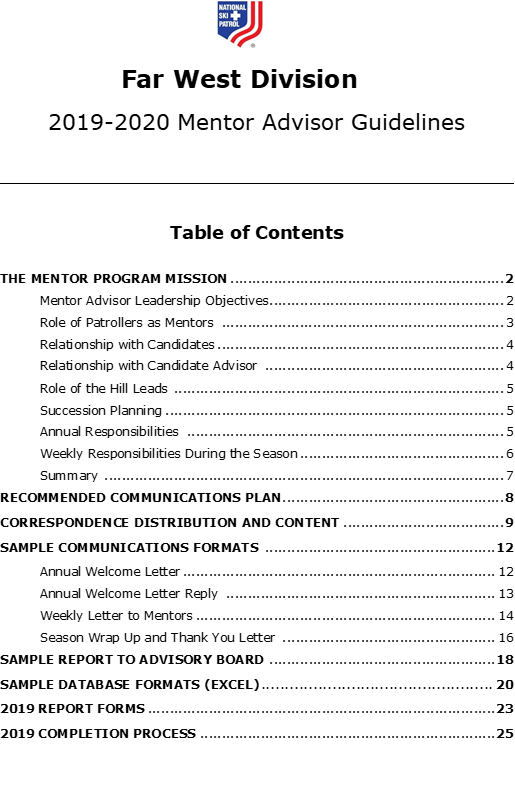 NATIONAL
SKI
PATROL
Far West Division
2019-2020 Mentor Advisor Guidelines
Table of Contents
THE MENTOR PROGRAM MISSION ................................................................2
Mentor Advisor Leadership Objectives...................................................... 2
Role of Patrollers as Mentors ................................................................. 3
Relationship with Candidates .................................................................. 4
Relationship with Candidate Advisor ....................................................... 4
Role of the Hill Leads ............................................................................ 5
Succession Planning .............................................................................. 5
Annual Responsibilities ......................................................................... 5
Weekly Responsibilities During the Season ............................................... 6
Summary ............................................................................................ 7
RECOMMENDED COMMUNICATIONS PLAN...................................................8
CORRESPONDENCE DISTRIBUTION AND CONTENT .....................................9
SAMPLE COMMUNICATIONS FORMATS .....................................................12
Annual Welcome Letter ......................................................................... 12
Annual Welcome Letter Reply ............................................................... 13
Weekly Letter to Mentors ...................................................................... 14
Season Wrap Up and Thank You Letter .................................................. 16
SAMPLE REPORT TO ADVISORY BOARD ....................................................18
SAMPLE DATABASE FORMATS (EXCEL)......................................... 20
2019 REPORT FORMS ................................................................................23
2019 COMPLETION PROCESS ....................................................................25